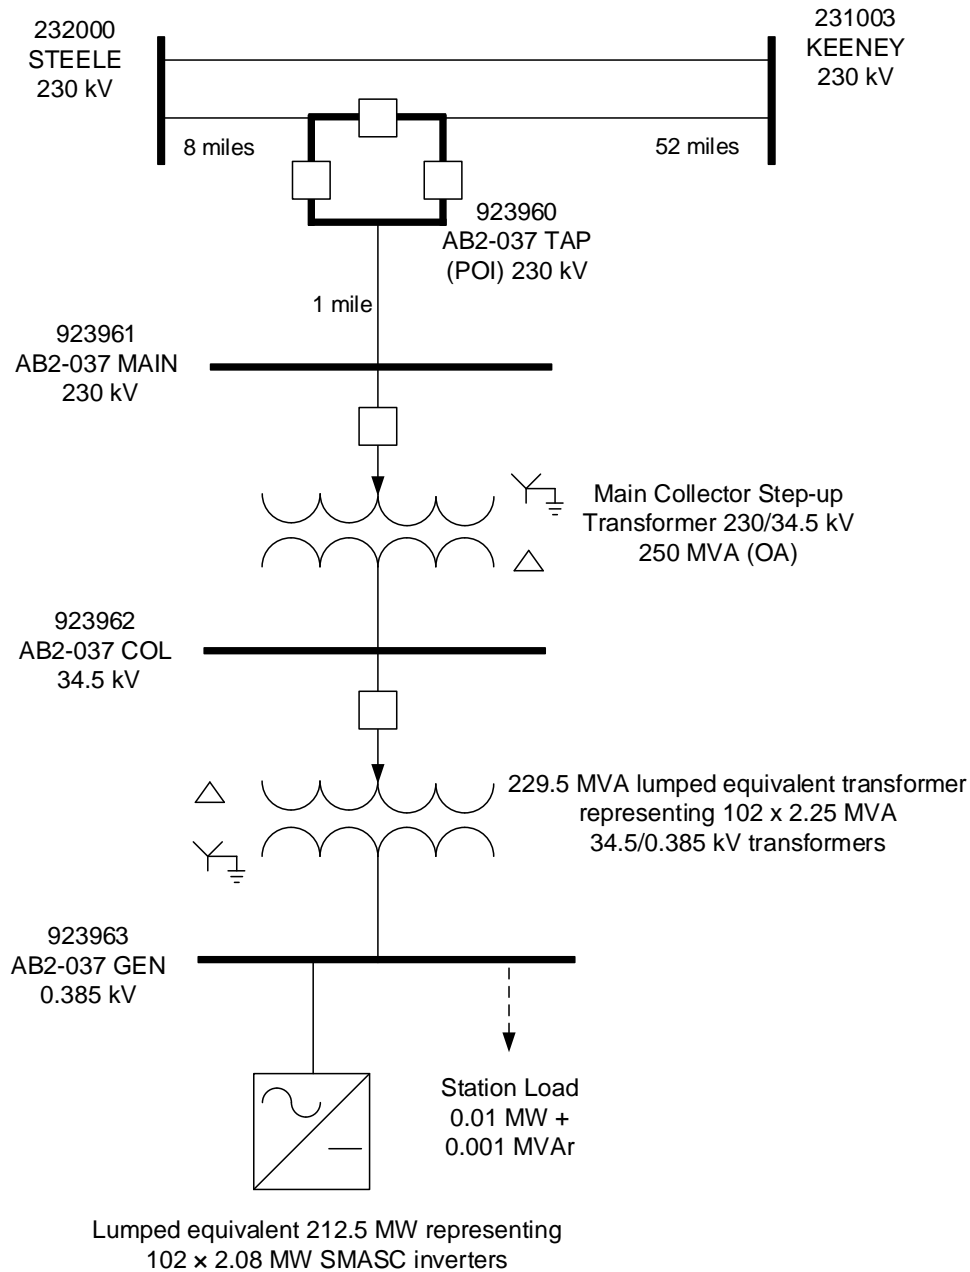 232000
STEELE
230 kV
231003
KEENEY
230 kV
8 miles
52 miles
923960
AB2-037 TAP
(POI) 230 kV
1 mile
923961
AB2-037 MAIN
230 kV
Main Collector Step-up
Transformer 230/34.5 kV
250 MVA (OA)
923962
AB2-037 COL
34.5 kV
229.5 MVA lumped equivalent transformer
representing 102 x 2.25 MVA
34.5/0.385 kV transformers
923963
AB2-037 GEN
0.385 kV
Station Load
0.01 MW +
0.001 MVAr
Lumped equivalent 212.5 MW representing
102 × 2.08 MW SMASC inverters